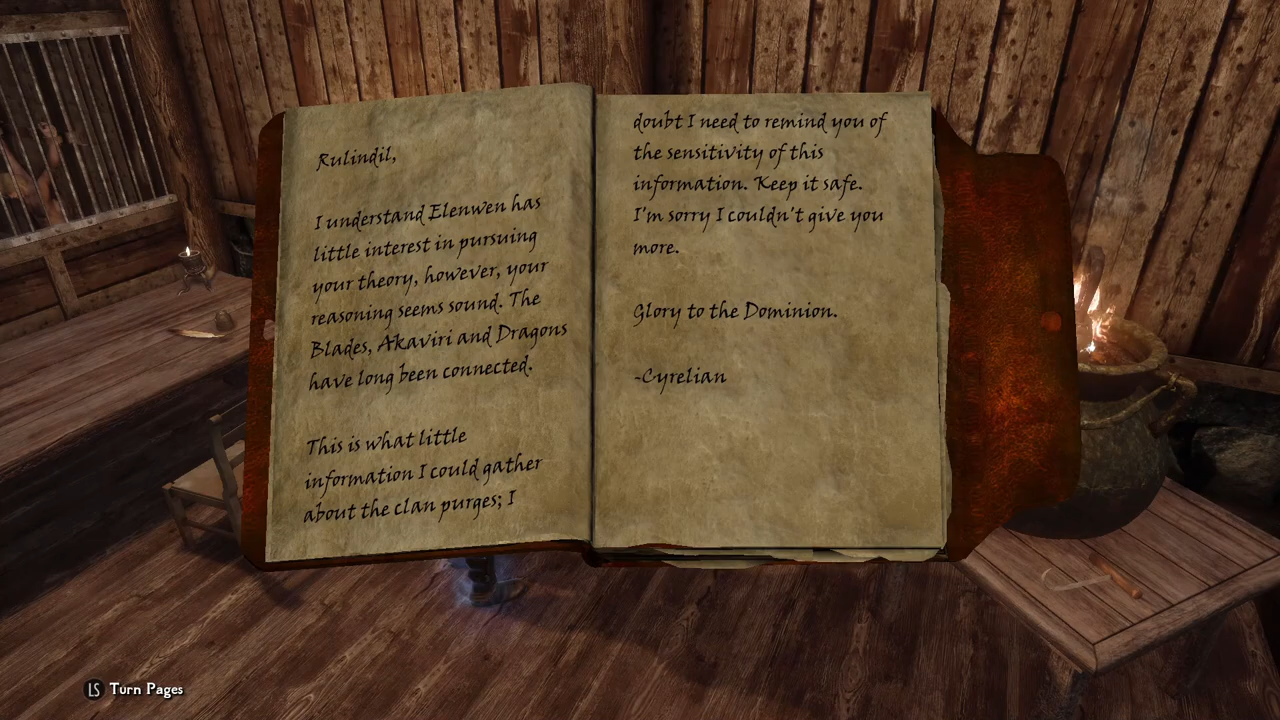 Rulindil,
I understand Elenwen has
little interest in pursuing
your theory, however, your
reasoning seems sound. The
Blades, Akaviri and Dragons
have long been connected.
This is what little
information I could gather
about the clan purges; I
doubt I need to remind you of
the sensitivity of this
information. Keep it safe.
I'm sorry I couldn't give you
more.
Glory to the Dominion.
-Cyrelian
LS Turn Pages